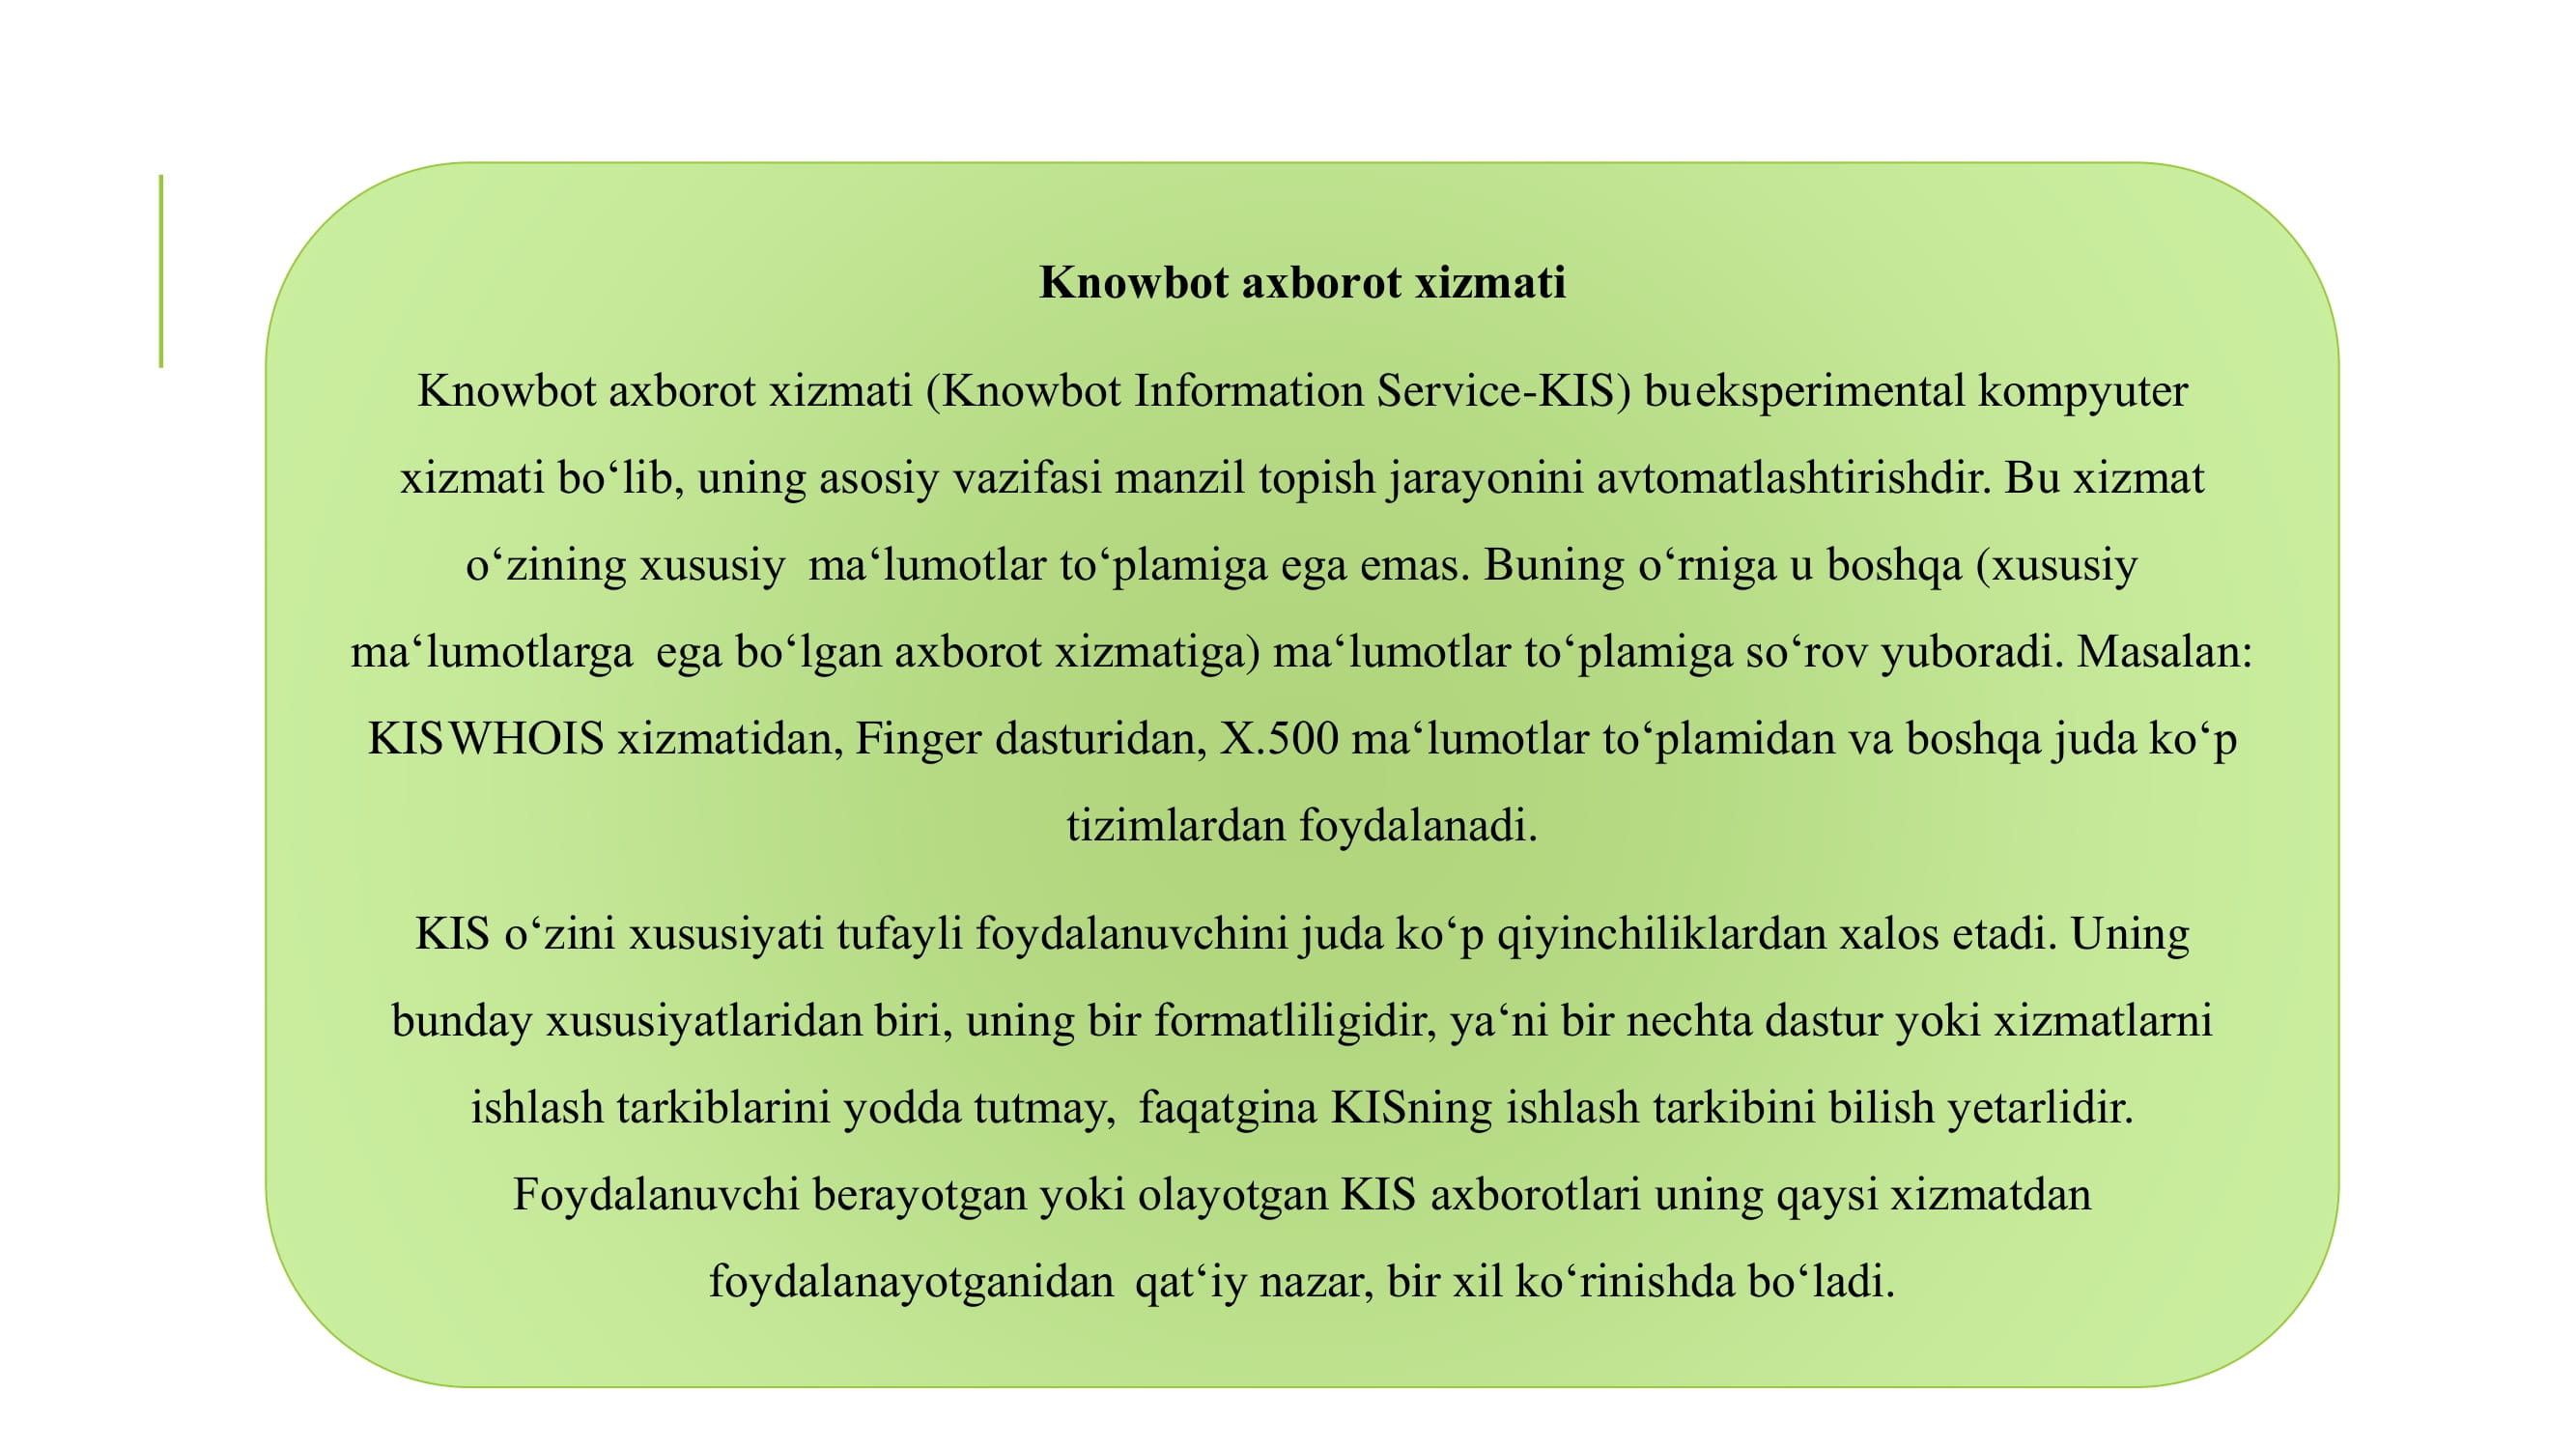 Knowbot axborot xizmati
Knowbot axborot xizmati (Knowbot Information Service-KIS) bu eksperimental kompyuter
xizmati bo‘lib, uning asosiy vazifasi manzil topish jarayonini avtomatlashtirishdir. Bu xizmat
o‘zining xususiy ma‘lumotlar to‘plamiga ega emas. Buning o‘rniga u boshqa (xususiy
ma‘lumotlarga ega bo‘lgan axborot xizmatiga) ma‘lumotlar to‘plamiga so‘rov yuboradi. Masalan:
KIS WHOIS xizmatidan, Finger dasturidan, X.500 ma‘lumotlar to‘plamidan va boshqa juda ko‘p
tizimlardan foydalanadi.
KIS o‘zini xususiyati tufayli foydalanuvchini juda ko‘p qiyinchiliklardan xalos etadi. Uning
bunday xususiyatlaridan biri, uning bir formatliligidir, ya‘ni bir nechta dastur yoki xizmatlarni
ishlash tarkiblarini yodda tutmay, faqatgina KISning ishlash tarkibini bilish yetarlidir.
Foydalanuvchi berayotgan yoki olayotgan KIS axborotlari uning qaysi xizmatdan
foydalanayotganidan qat‘iy nazar, bir xil ko‘rinishda bo‘ladi.